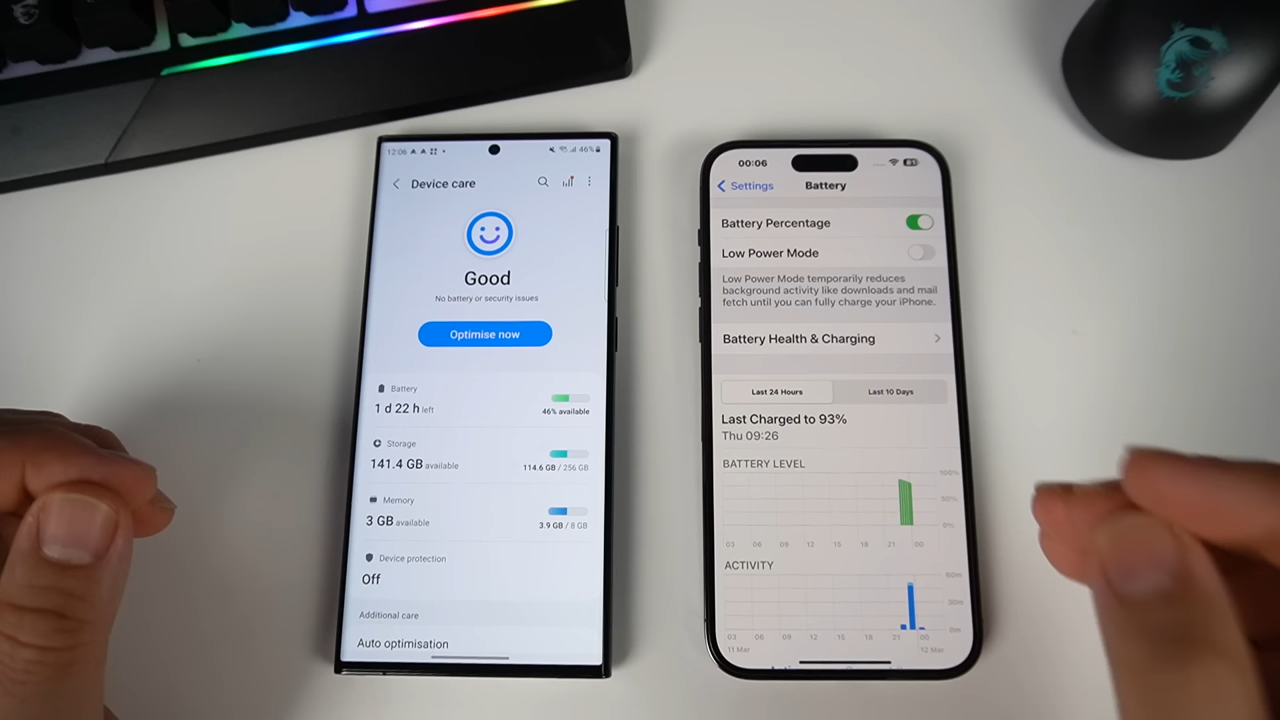 12:06
46%
Device care
Good
No battery or security issues
Optimise now
Battery
1 d 22 h left
46% available
Storage
141.4 GB available
114.6 GB / 256 GB
Memory
3 GB available
3.9 GB / 8 GB
Device protection
Off
Additional care
Auto optimisation
00:06
Settings
Battery
Battery Percentage
Low Power Mode
Low Power Mode temporarily reduces
background activity like downloads and mail
fetch until you can fully charge your iPhone.
Battery Health & Charging
Last 24 Hours
Last 10 Days
Last Charged to 93%
Thu 09:26
BATTERY LEVEL
100%
50%
0%
03 06 09 12 15 18 21 00
ACTIVITY
60m
30m
0m
03 06 09 12 15 18 21 00
11 Mar
12 Mar